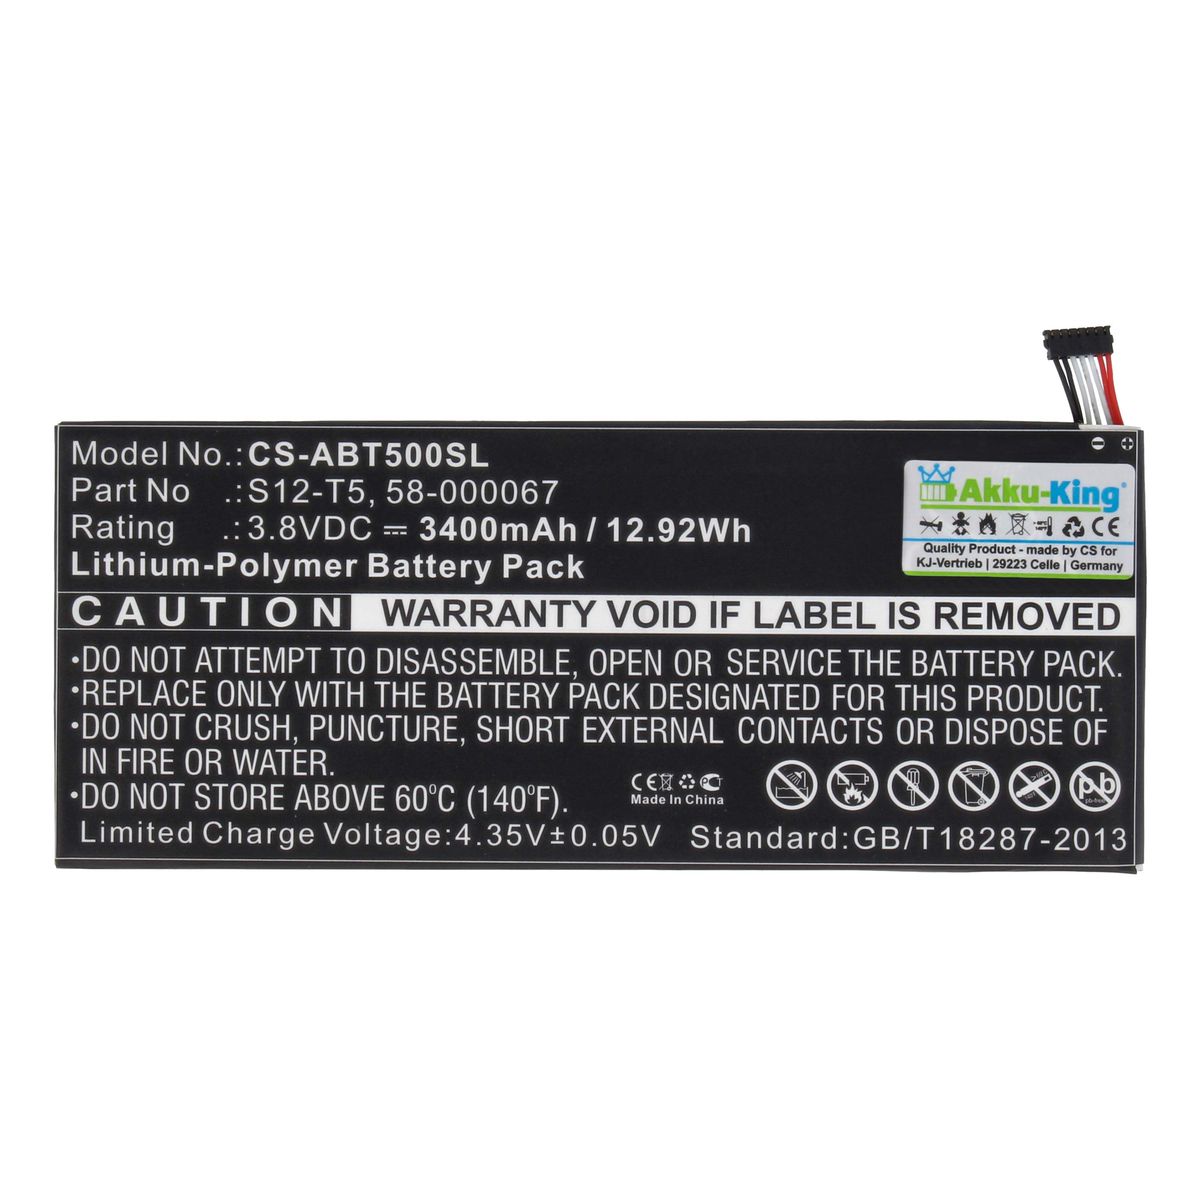 Model No.: CS-ABT500SL
Part No .: S12-T5, 58-000067
Rating .: 3.8VDC ⎓ 3400mAh / 12.92Wh
Lithium-Polymer Battery Pack
Akku-King®
Quality Product - made by CS for
KJ-Vertrieb | 29223 Celle | Germany
CAUTION WARRANTY VOID IF LABEL IS REMOVED
•DO NOT ATTEMPT TO DISASSEMBLE, OPEN OR SERVICE THE BATTERY PACK.
•REPLACE ONLY WITH THE BATTERY PACK DESIGNATED FOR THIS PRODUCT.
•DO NOT CRUSH, PUNCTURE, SHORT EXTERNAL CONTACTS OR DISPOSE OF
IN FIRE OR WATER.
•DO NOT STORE ABOVE 60°C (140°F).
CE PCT
Made In China
Pb
pb-free
Limited Charge Voltage:4.35V±0.05V Standard:GB/T18287-2013